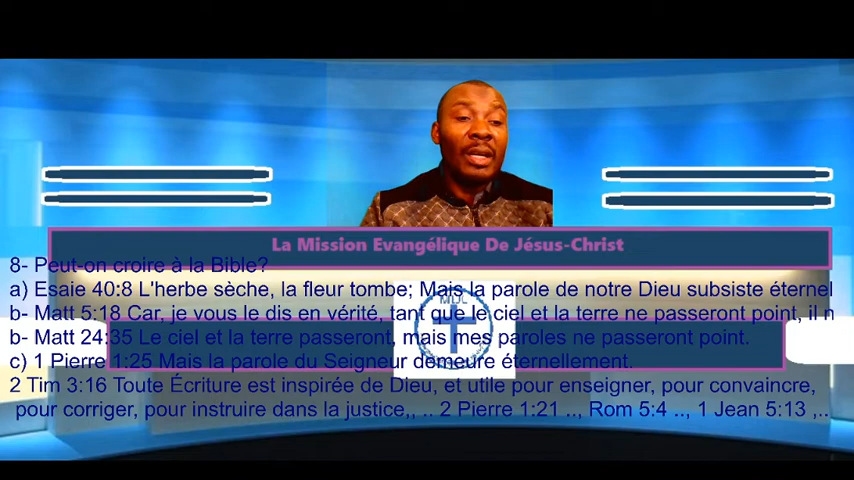 La Mission Evangélique De Jésus-Christ
8- Peut-on croire à la Bible?
a) Esaie 40:8 L'herbe sèche, la fleur tombe; Mais la parole de notre Dieu subsiste éternel
b- Matt 5:18 Car, je vous le dis en vérité, tant que le ciel et la terre ne passeront point, il n
b- Matt 24:35 Le ciel et la terre passeront, mais mes paroles ne passeront point.
c) 1 Pierre 1:25 Mais la parole du Seigneur demeure éternellement.
2 Tim 3:16 Toute Écriture est inspirée de Dieu, et utile pour enseigner, pour convaincre,
pour corriger, pour instruire dans la justice,, .. 2 Pierre 1:21 .., Rom 5:4 .., 1 Jean 5:13 ,..